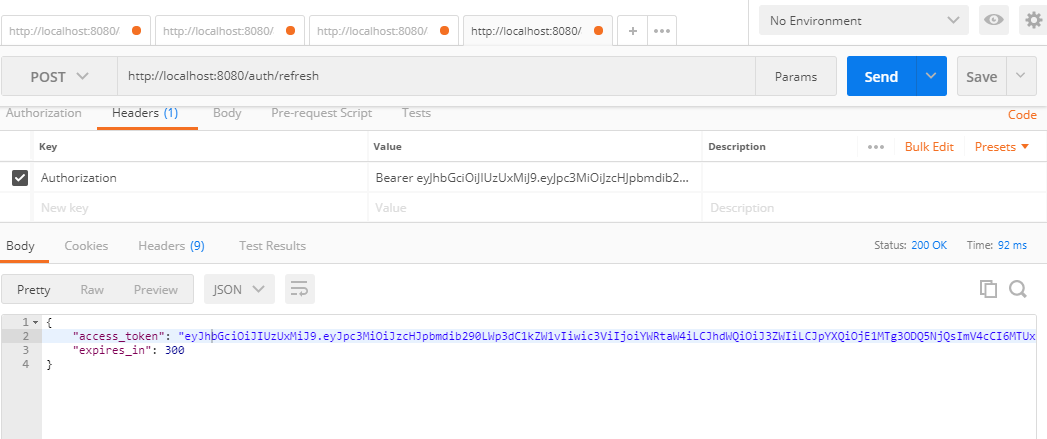 http://localhost:8080/ http://localhost:8080/ http://localhost:8080/ http://localhost:8080/ + ••• No Environment
POST http://localhost:8080/auth/refresh Params Send Save
Authorization Headers (1) Body Pre-request Script Tests Code
Key Value Description ••• Bulk Edit Presets
Authorization Bearer eyJhbGciOiJIUzUxMiJ9.eyJpc3MiOiJzcHJpbmdib2...
New key Value Description
Body Cookies Headers (9) Test Results Status: 200 OK Time: 92 ms
Pretty Raw Preview JSON
1 {
2 "access_token": "eyJhbGciOiJIUzUxMiJ9.eyJpc3MiOiJzcHJpbmdib290LWp3dC1kZW1vIiwic3ViIjoiYWRtaW4iLCJhdWQiOiJ3ZWIiLCJpYXQiOjE1MTg3ODQ5NjQsImV4cCI6MTUx
3 "expires_in": 300
4 }